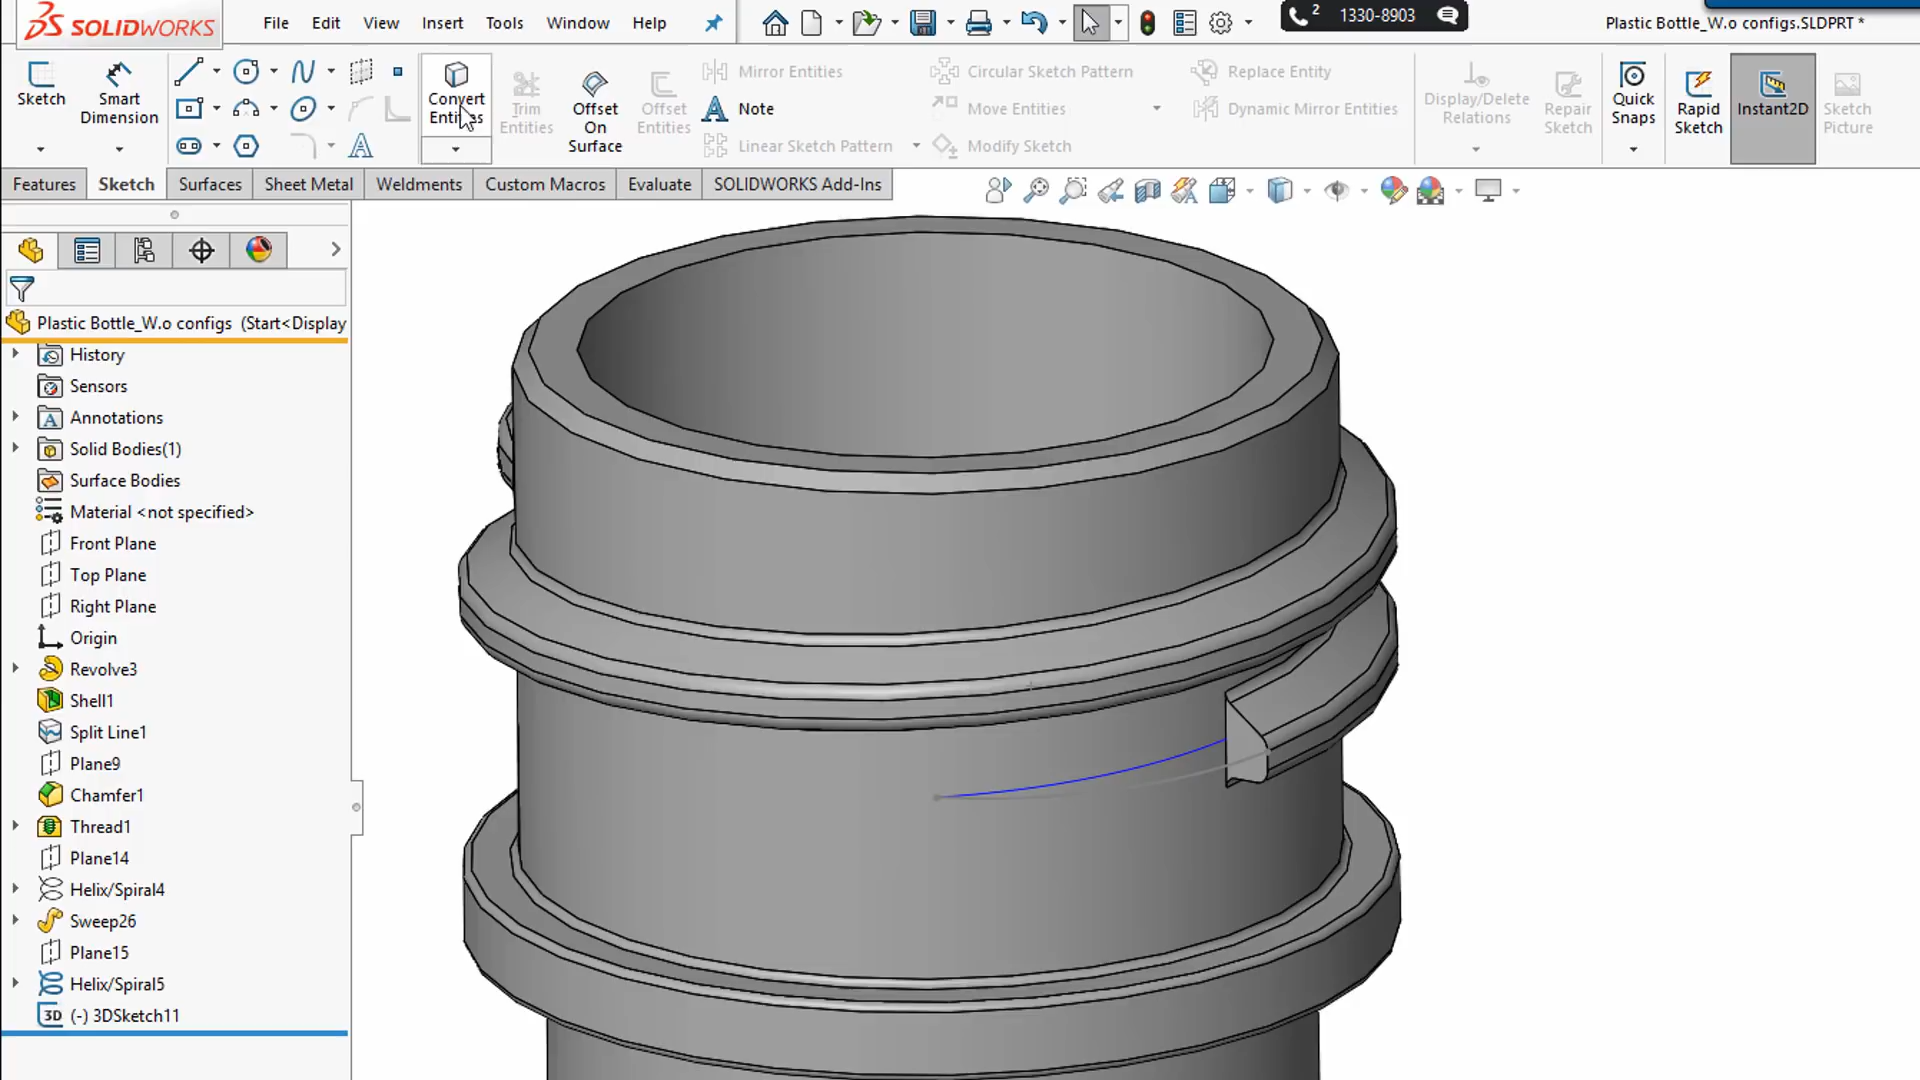 SOLIDWORKS
File Edit View Insert Tools Window Help
2 1330-8903
Plastic Bottle_W.o configs.SLDPRT *
Sketch
Smart Dimension
Convert Entities
Trim Entities
Offset On Surface
Offset Entities
Mirror Entities
Note
Linear Sketch Pattern
Circular Sketch Pattern
Move Entities
Modify Sketch
Replace Entity
Dynamic Mirror Entities
Display/Delete Relations
Repair Sketch
Quick Snaps
Rapid Sketch
Instant2D
Sketch Picture
Features Sketch Surfaces Sheet Metal Weldments Custom Macros Evaluate SOLIDWORKS Add-Ins
Plastic Bottle_W.o configs (Start<Display
History
Sensors
Annotations
Solid Bodies(1)
Surface Bodies
Material <not specified>
Front Plane
Top Plane
Right Plane
Origin
Revolve3
Shell1
Split Line1
Plane9
Chamfer1
Thread1
Plane14
Helix/Spiral4
Sweep26
Plane15
Helix/Spiral5
3D (-) 3DSketch11